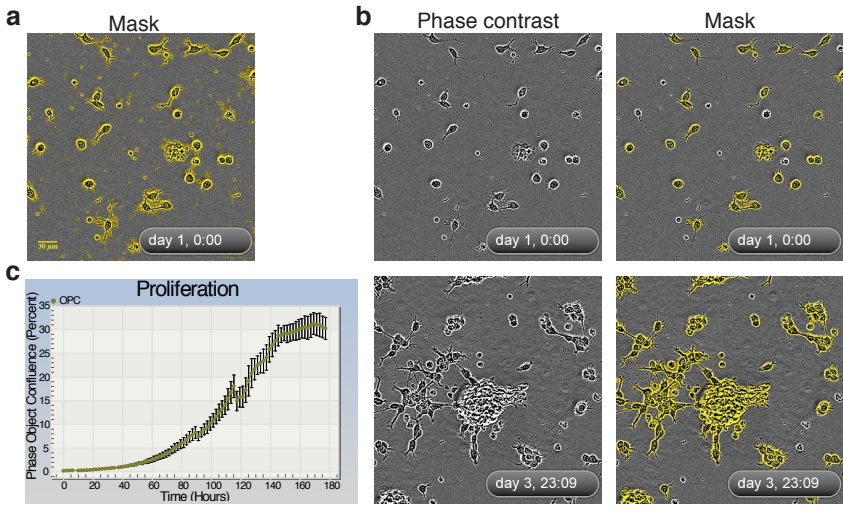 a
Mask
30 µm
day 1, 0:00
b
Phase contrast
Mask
day 1, 0:00
day 1, 0:00
day 3, 23:09
day 3, 23:09
c
Proliferation
OPC
Phase Object Confluence (Percent)
35
30
25
20
15
10
5
0
0 20 40 60 80 100 120 140 160 180
Time (Hours)